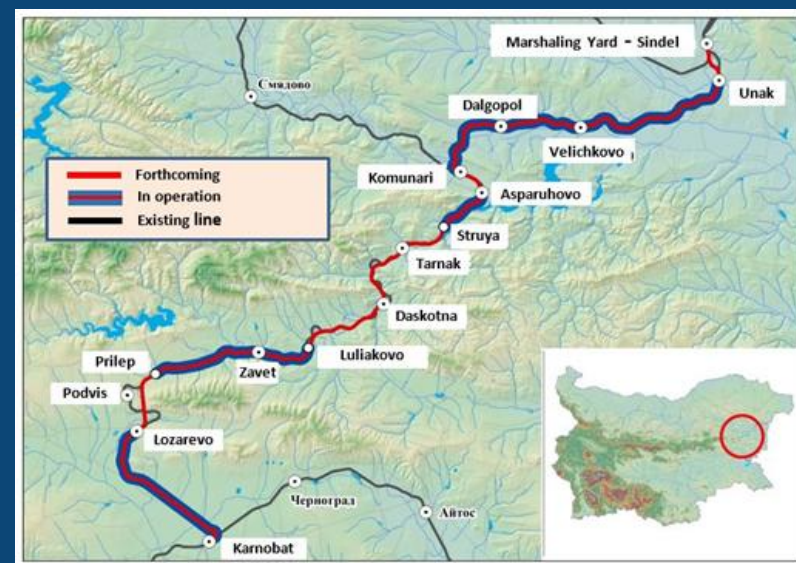 Marshaling Yard - Sindel
Смядово
Unak
Dalgopol
Velichkovo
Komunari
Asparuhovo
Struya
Tarnak
Daskotna
Luliakovo
Zavet
Prilep
Podvis
Lozarevo
Черноград
Айтос
Karnobat
Forthcoming
In operation
Existing line